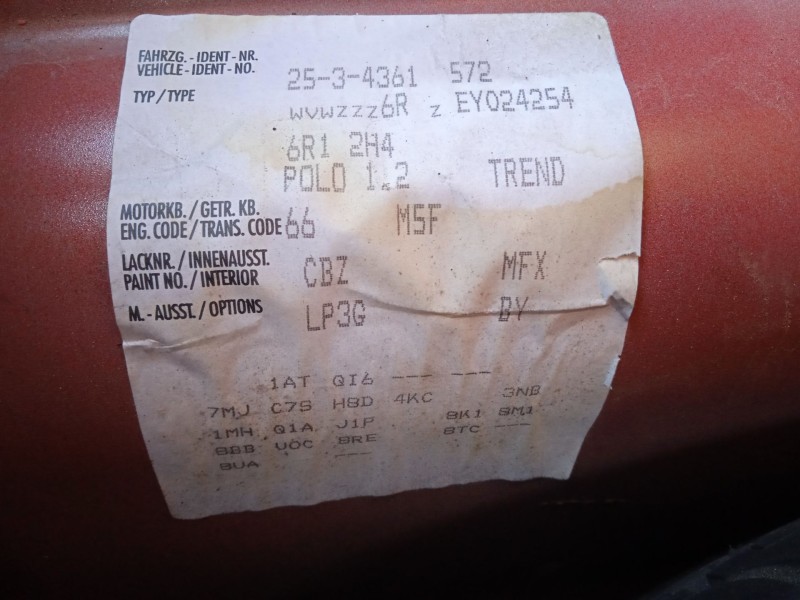 FAHRZG. - IDENT - NR.
VEHICLE - IDENT - NO.
25-3-4361 572
TYP / TYPE
WVWZZZ6R Z EY024254
6R1 2H4
POLO 1.2 TREND
MOTORKB. / GETR. KB.
ENG. CODE / TRANS. CODE
66 M5F
LACKNR. / INNENAUSST.
PAINT NO. / INTERIOR
CBZ MFX
M. - AUSST. / OPTIONS
LP3G BY
1AT QI6 --- ---
7MJ C7S H8D 4KC 3NB
1MH Q1A J1P 8K1 8M1
8BB V0C 8RE 8TC ---
8UA ---